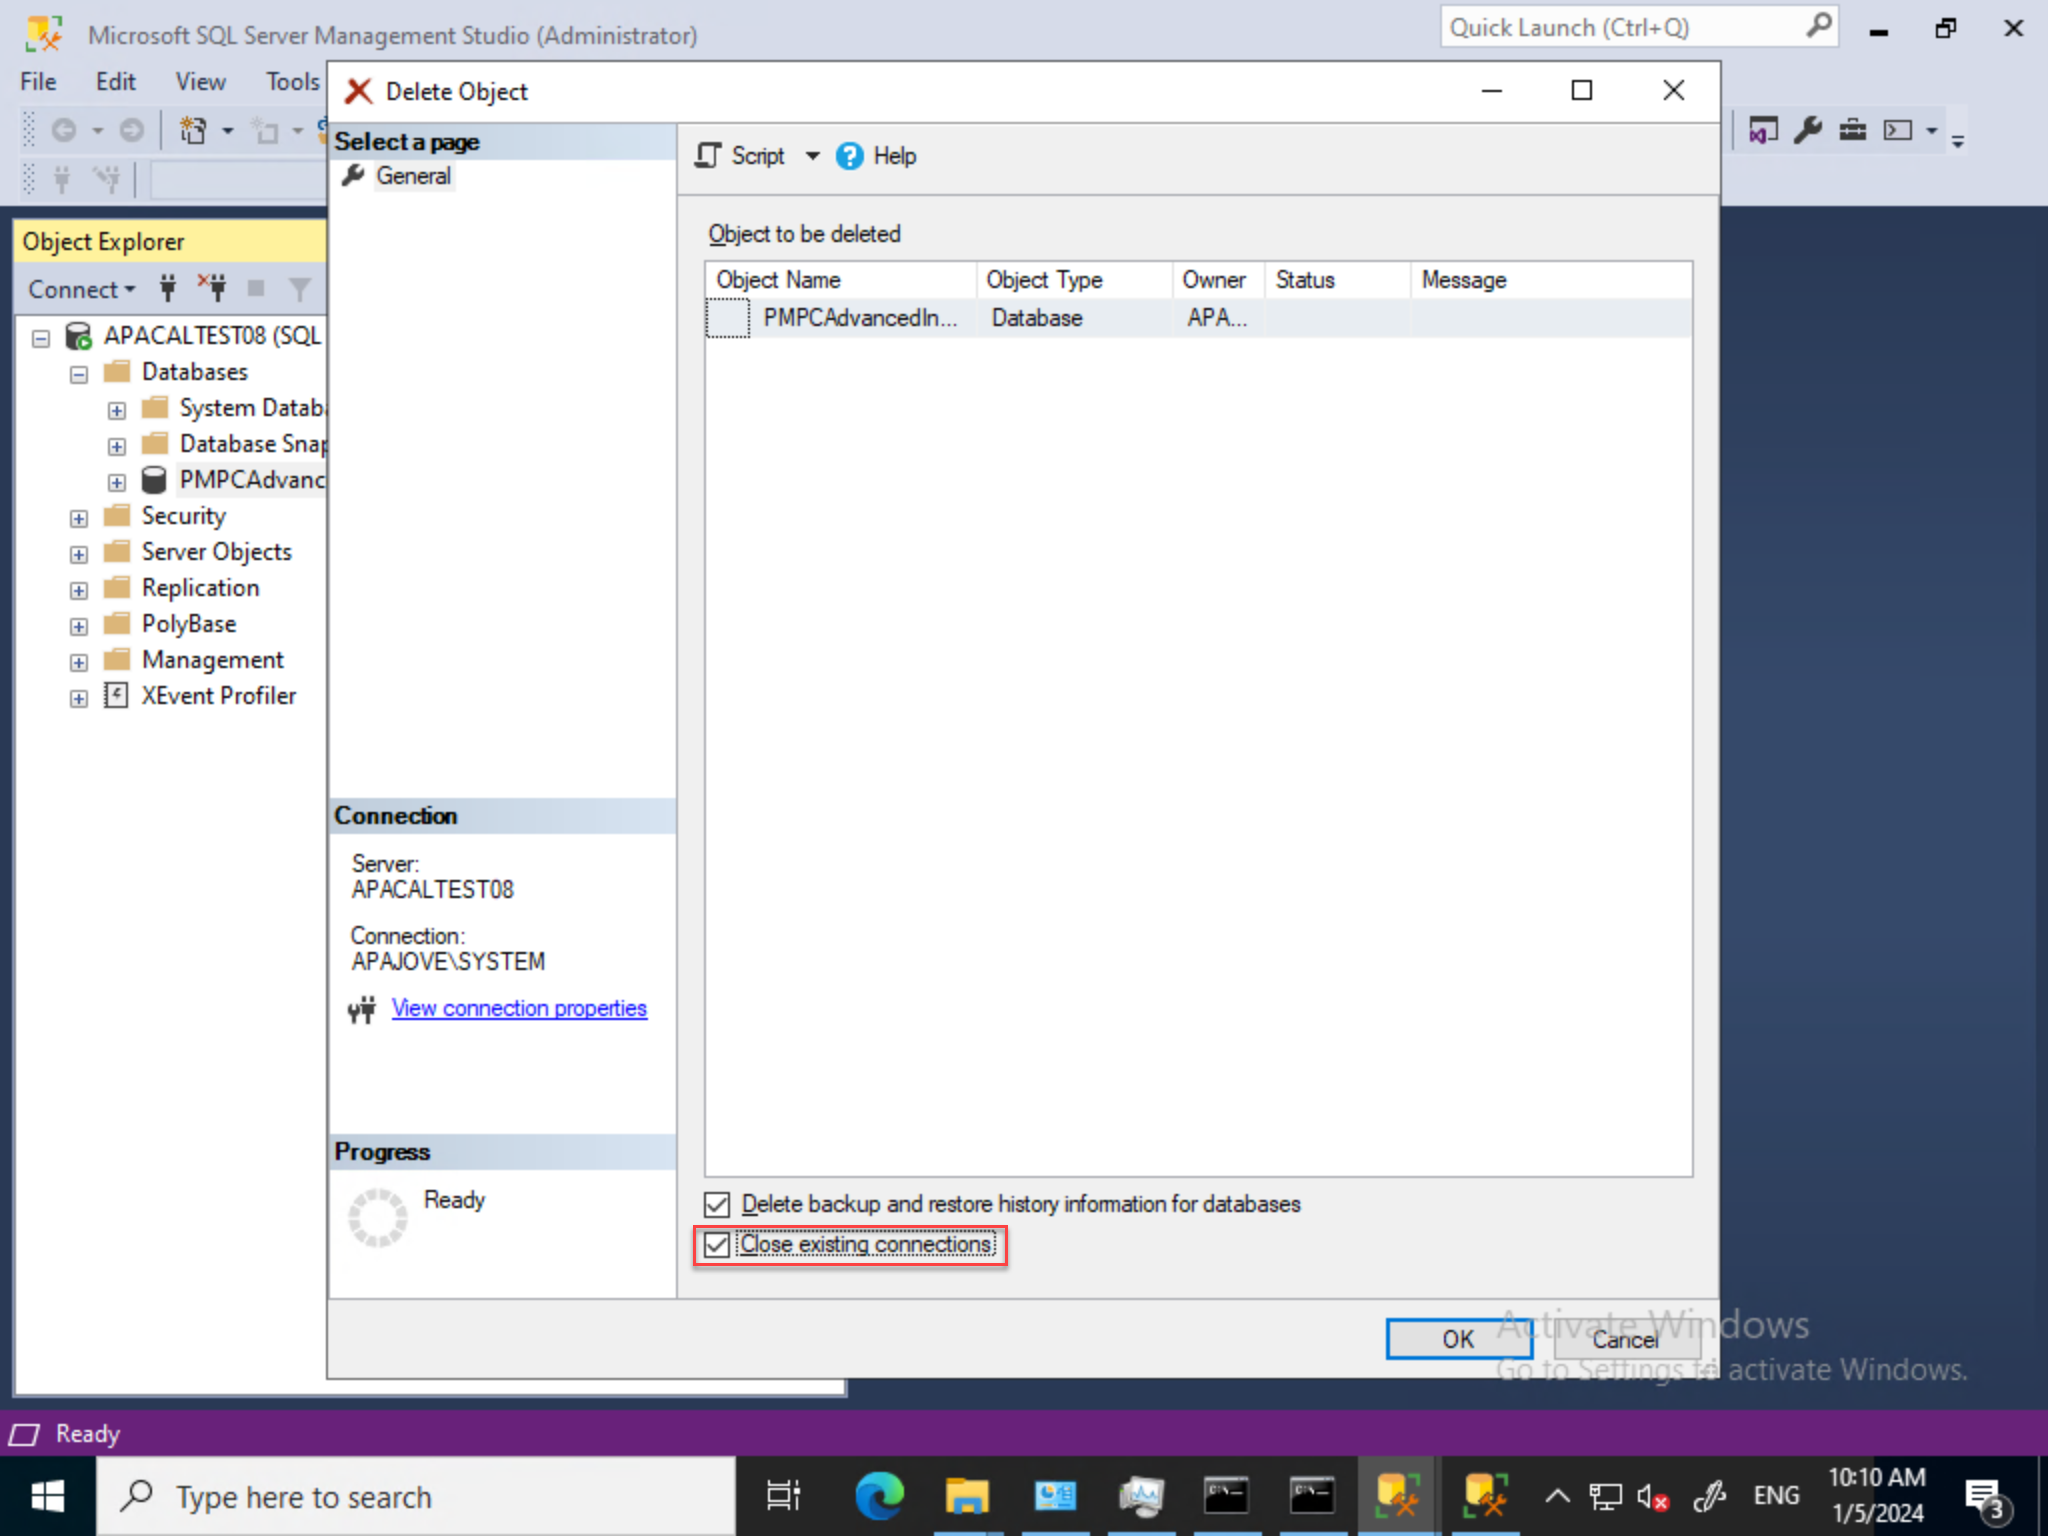 Microsoft SQL Server Management Studio (Administrator)
Quick Launch (Ctrl+Q)
File Edit View Tools
Delete Object
Select a page
General
Script
Help
Object Explorer
Connect
APACALTEST08 (SQL
Databases
System Databa
Database Snap
PMPCAdvanc
Security
Server Objects
Replication
PolyBase
Management
XEvent Profiler
Object to be deleted
Object Name Object Type Owner Status Message
PMPCAdvancedIn... Database APA...
Connection
Server:
APACALTEST08
Connection:
APAJOVE\SYSTEM
View connection properties
Progress
Ready
Delete backup and restore history information for databases
Close existing connections
OK
Cancel
Activate Windows
Go to Settings to activate Windows.
Ready
Type here to search
ENG
10:10 AM
1/5/2024
3